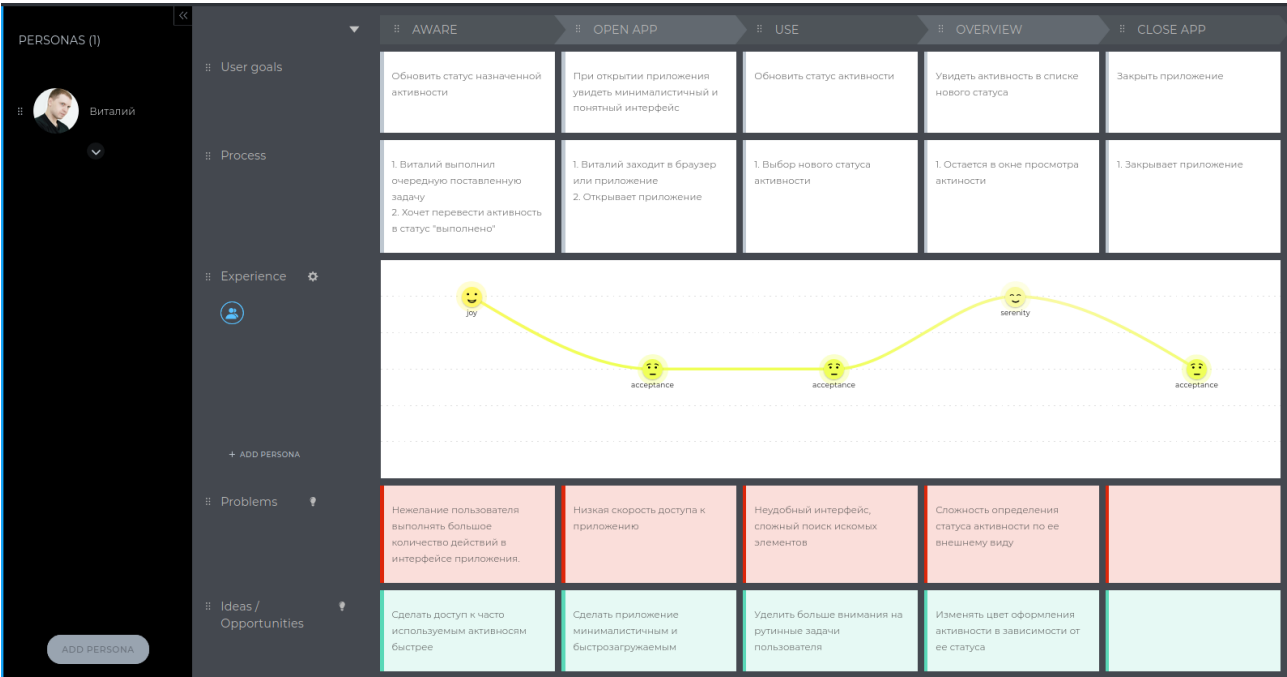 PERSONAS (1)
Виталий
ADD PERSONA
AWARE
OPEN APP
USE
OVERVIEW
CLOSE APP
User goals
Обновить статус назначенной
активности
При открытии приложения
увидеть минималистичный и
понятный интерфейс
Обновить статус активности
Увидеть активность в списке
нового статуса
Закрыть приложение
Process
1. Виталий выполнил
очередную поставленную
задачу
2. Хочет перевести активность
в статус "выполнено"
1. Виталий заходит в браузер
или приложение
2. Открывает приложение
1. Выбор нового статуса
активности
1. Остается в окне просмотра
актиности
1. Закрывает приложение
Experience
joy
acceptance
acceptance
serenity
acceptance
+ ADD PERSONA
Problems
Нежелание пользователя
выполнять большое
количество действий в
интерфейсе приложения.
Низкая скорость доступа к
приложению
Неудобный интерфейс,
сложный поиск искомых
элементов
Сложность определения
статуса активности по ее
внешнему виду
Ideas /
Opportunities
Сделать доступ к часто
используемым активносям
быстрее
Сделать приложение
минималистичным и
быстрозагружаемым
Уделить больше внимания на
рутинные задачи
пользователя
Изменять цвет оформления
активности в зависимости от
ее статуса